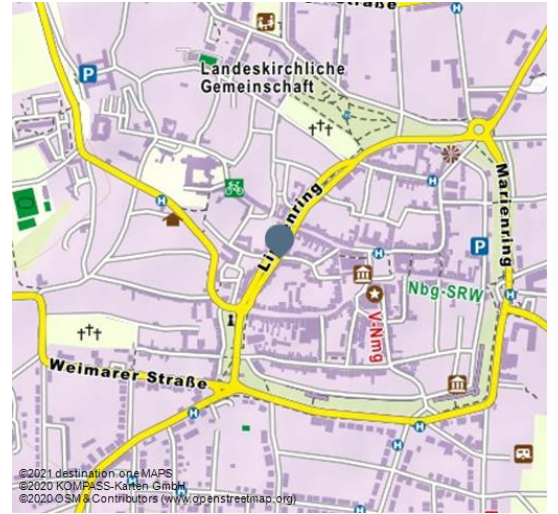 straße
Landeskirchliche
Gemeinschaft
P
H
H
Marienring
H
H
P
H
Nbg-SRW
V-Nmg
H
H
Weimarer Straße
H
H
H
©2021 destination.one MAPS
©2020 KOMPASS-Karten GmbH
©2020 OSM & Contributors (www.openstreetmap.org)